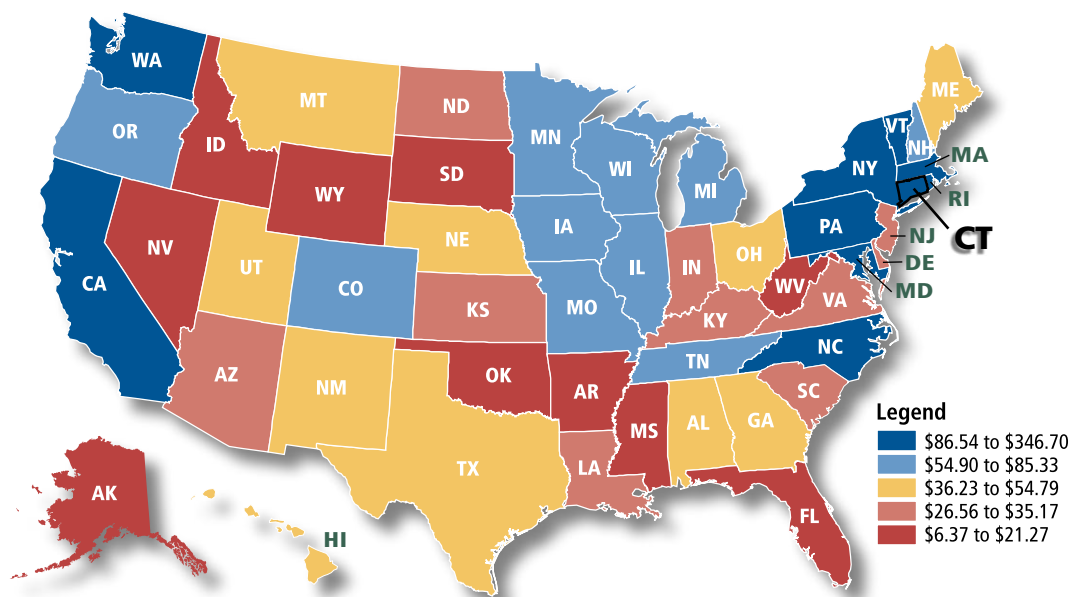 WA
MT
ND
ME
OR
MN
VT
ID
NH
MA
SD
WI
NY
WY
MI
RI
IA
PA
NE
NV
NJ
CT
OH
UT
IL
IN
DE
CA
CO
WV
MD
MO
VA
KS
KY
NC
TN
AZ
OK
NM
AR
SC
AL
GA
MS
Legend
$86.54 to $346.70
TX
LA
$54.90 to $85.33
AK
$36.23 to $54.79
FL
$26.56 to $35.17
HI
$6.37 to $21.27